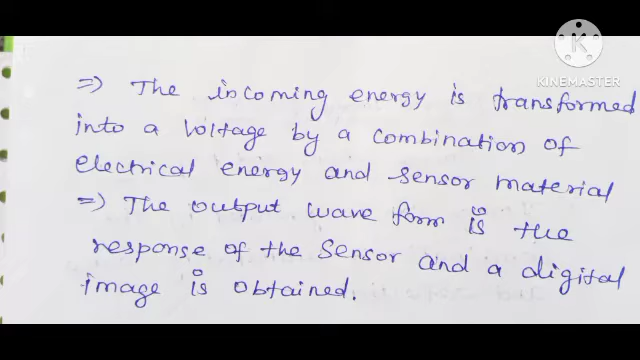 K
KINEMASTER
=> The incoming energy is transformed
into a voltage by a combination of
electrical energy and sensor material
=> The output wave form is the
response of the sensor and a digital
image is obtained.